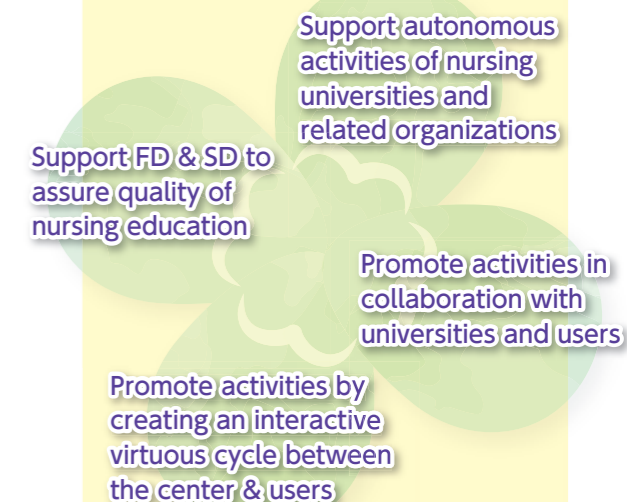 Support autonomous
activities of nursing
universities and
related organizations
Support FD & SD to
assure quality of
nursing education
Promote activities in
collaboration with
universities and users
Promote activities by
creating an interactive
virtuous cycle between
the center & users